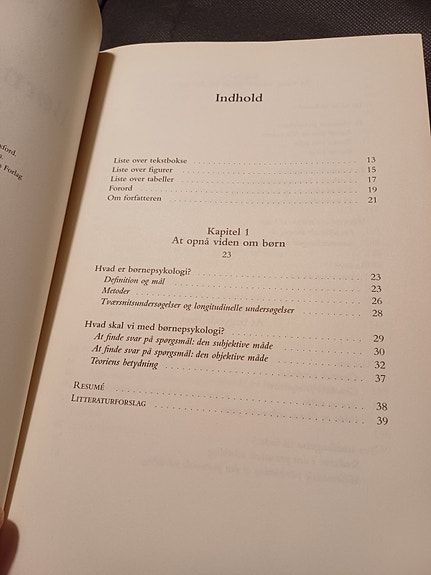 xford.
s Forlag
Indhold
Liste over tekstbokse 13
Liste over figurer 15
Liste over tabeller 17
Forord 19
Om forfatteren 21
Kapitel 1
At opnå viden om børn
23
Hvad er børnepsykologi? 23
Definition og mål 23
Metoder 26
Tværsnitsundersøgelser og longitudinelle undersøgelser 28
Hvad skal vi med børnepsykologi? 29
At finde svar på spørgsmål: den subjektive måde 30
At finde svar på spørgsmål: den objektive måde 32
Teoriens betydning 37
Resumé 38
Litteraturforslag 39